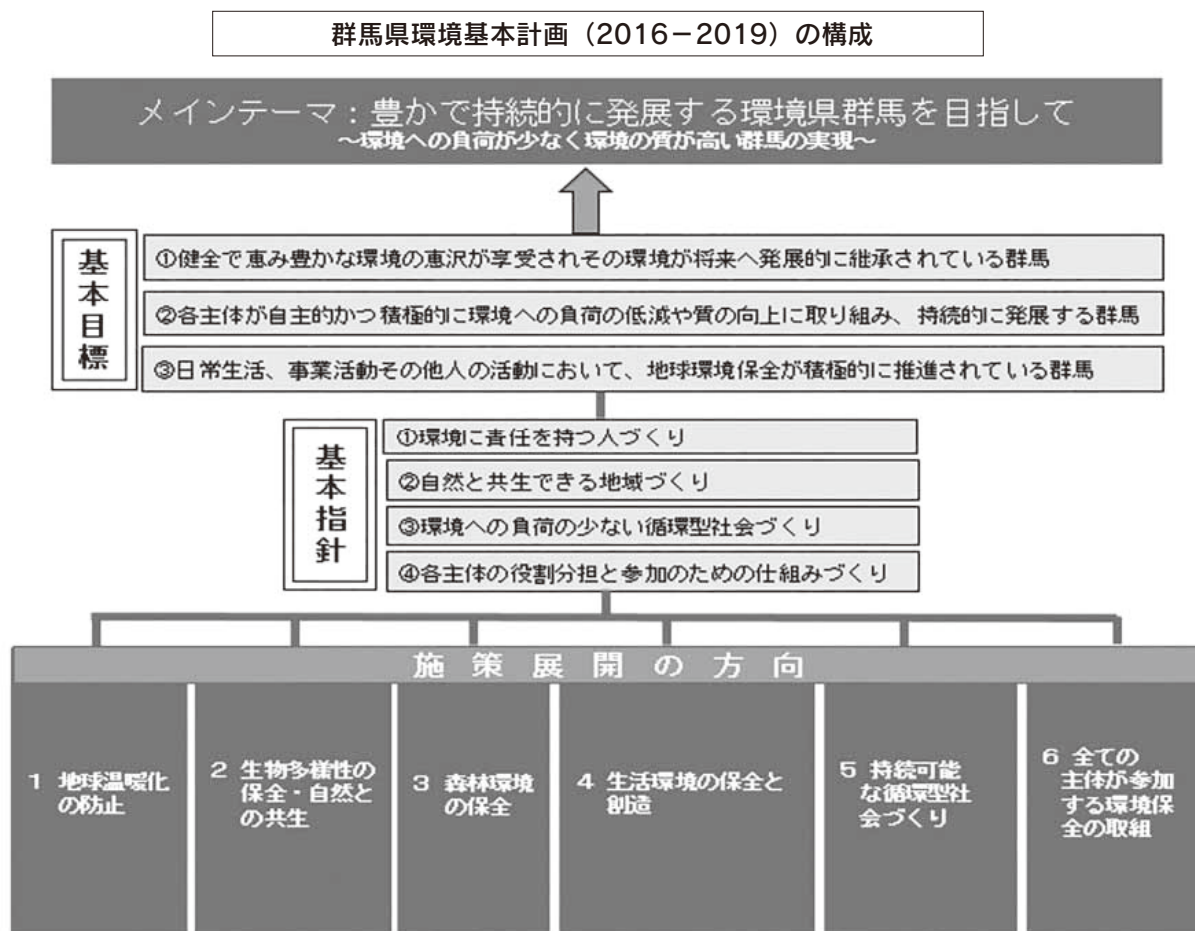 群馬県環境基本計画（2016－2019）の構成
メインテーマ：豊かで持続的に発展する環境県群馬を目指して
～環境への負荷が少なく環境の質が高い群馬の実現～
基本目標
①健全で恵み豊かな環境の恵沢が享受されその環境が将来へ発展的に継承されている群馬
②各主体が自主的かつ積極的に環境への負荷の低減や質の向上に取り組み、持続的に発展する群馬
③日常生活、事業活動その他人の活動において、地球環境保全が積極的に推進されている群馬
基本指針
①環境に責任を持つ人づくり
②自然と共生できる地域づくり
③環境への負荷の少ない循環型社会づくり
④各主体の役割分担と参加のための仕組みづくり
施策展開の方向
1 地球温暖化
の防止
2 生物多様性の
保全・自然と
の共生
3 森林環境
の保全
4 生活環境の保全と
創造
5 持続可能
な循環型社
会づくり
6 全ての
主体が参加
する環境保
全の取組